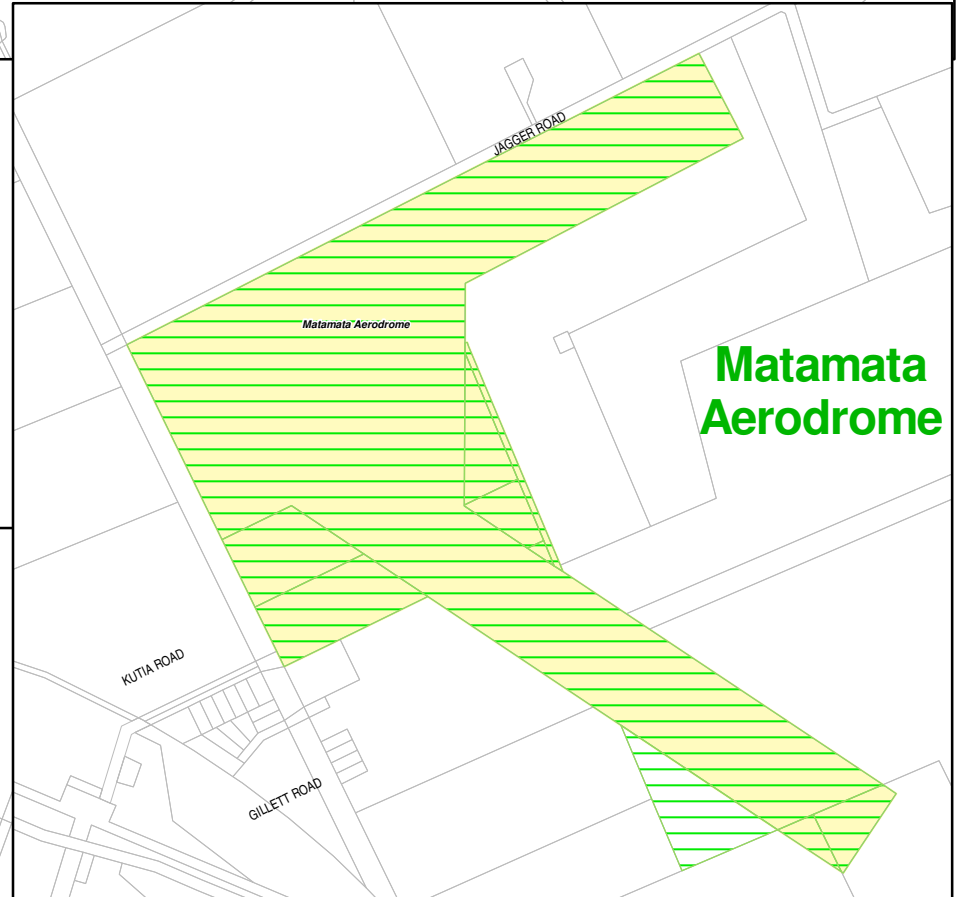 JAGGER ROAD
Matamata Aerodrome
Matamata
Aerodrome
KUTIA ROAD
GILLETT ROAD